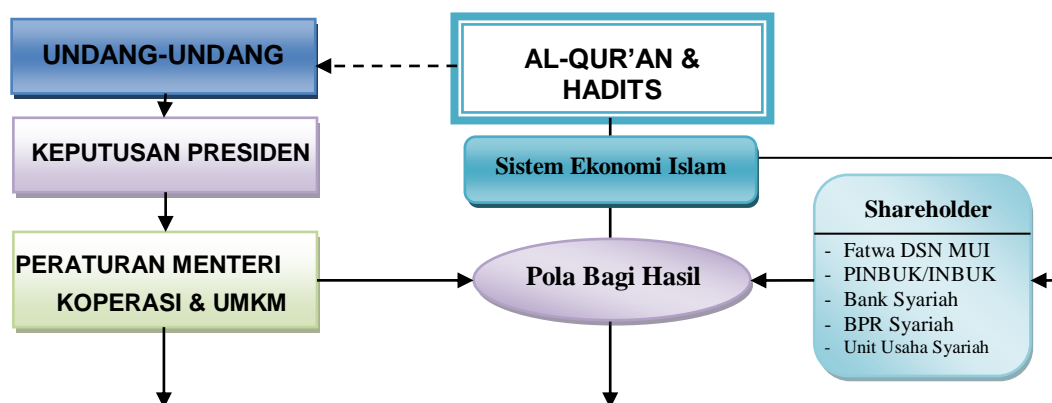 UNDANG-UNDANG
AL-QUR’AN &
HADITS
KEPUTUSAN PRESIDEN
Sistem Ekonomi Islam
PERATURAN MENTERI
KOPERASI & UMKM
Pola Bagi Hasil
Shareholder
- Fatwa DSN MUI
- PINBUK/INBUK
- Bank Syariah
- BPR Syariah
- Unit Usaha Syariah